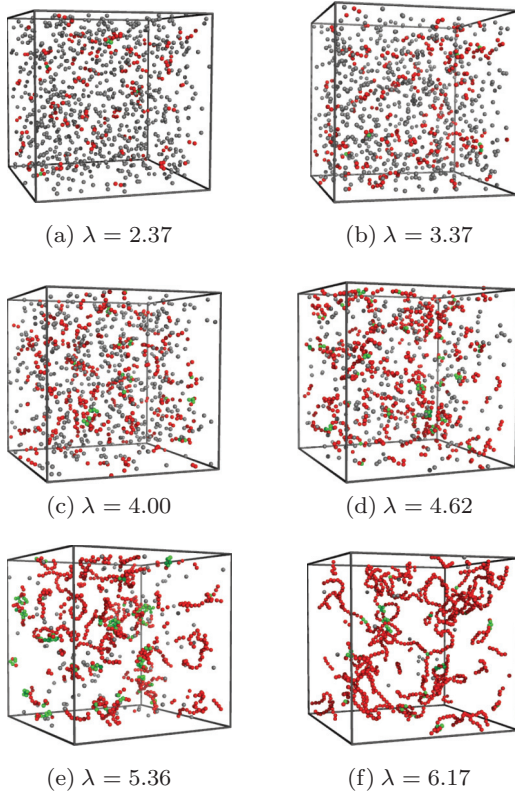 (a) λ = 2.37
(b) λ = 3.37
(c) λ = 4.00
(d) λ = 4.62
(e) λ = 5.36
(f) λ = 6.17